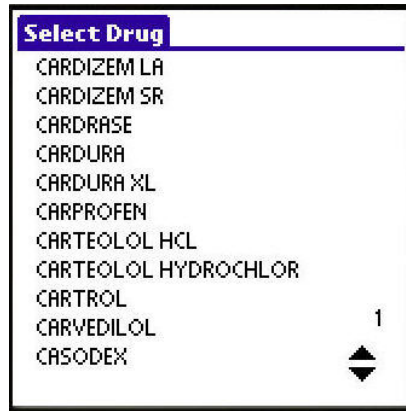 Select Drug
CARDIZEM LA
CARDIZEM SR
CARDRASE
CARDURA
CARDURA XL
CARPROFEN
CARTEOLOL HCL
CARTEOLOL HYDROCHLOR
CARTROL
CARVEDILOL
1
CASODEX